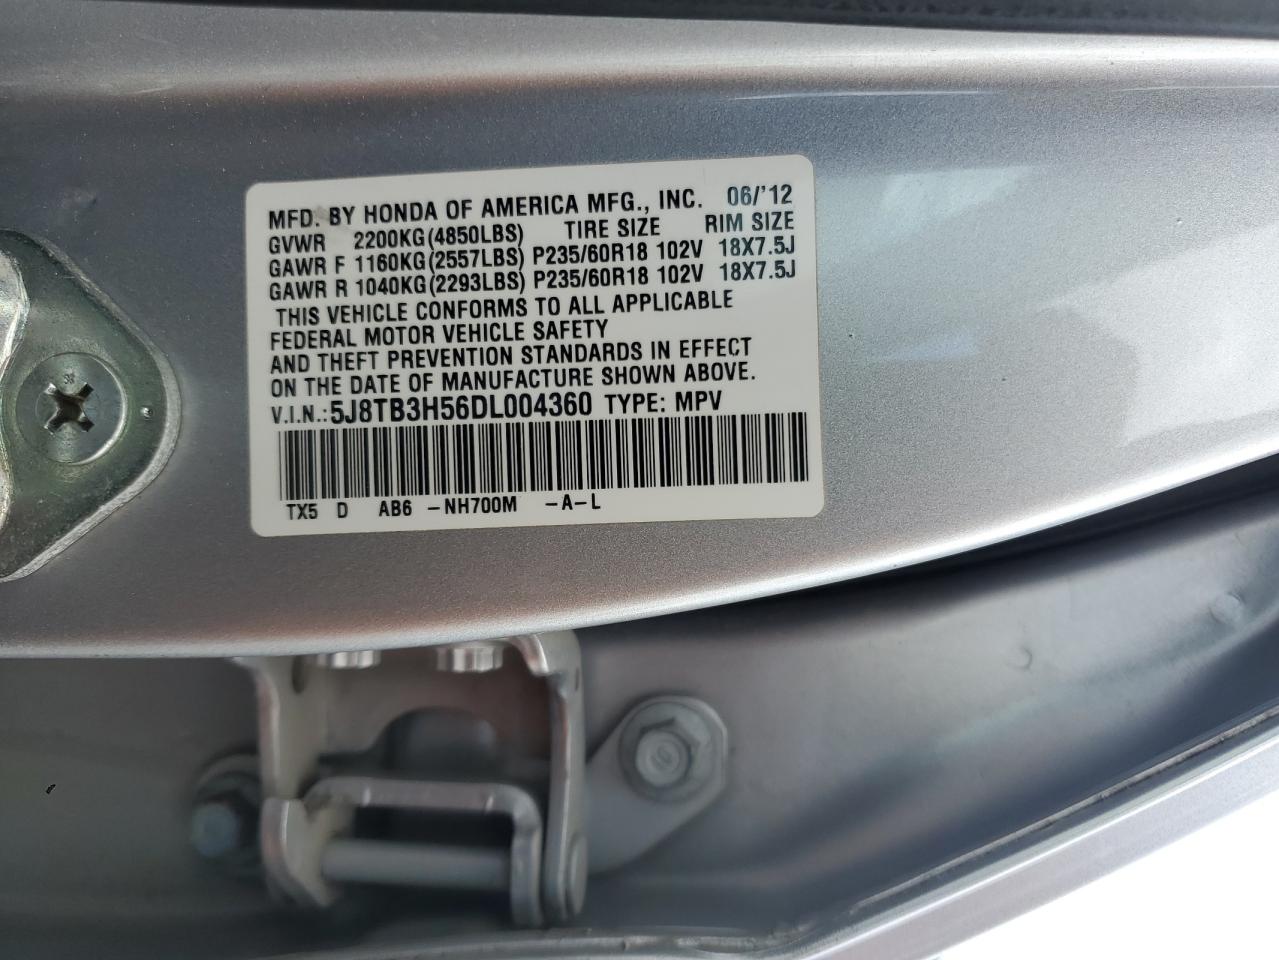 MFD. BY HONDA OF AMERICA MFG., INC. 06/'12
GVWR 2200KG(4850LBS) TIRE SIZE RIM SIZE
GAWR F 1160KG(2557LBS) P235/60R18 102V 18X7.5J
GAWR R 1040KG(2293LBS) P235/60R18 102V 18X7.5J
THIS VEHICLE CONFORMS TO ALL APPLICABLE
FEDERAL MOTOR VEHICLE SAFETY
AND THEFT PREVENTION STANDARDS IN EFFECT
ON THE DATE OF MANUFACTURE SHOWN ABOVE.
V.I.N.:5J8TB3H56DL004360 TYPE: MPV
TX5 D AB6 -NH700M -A-L